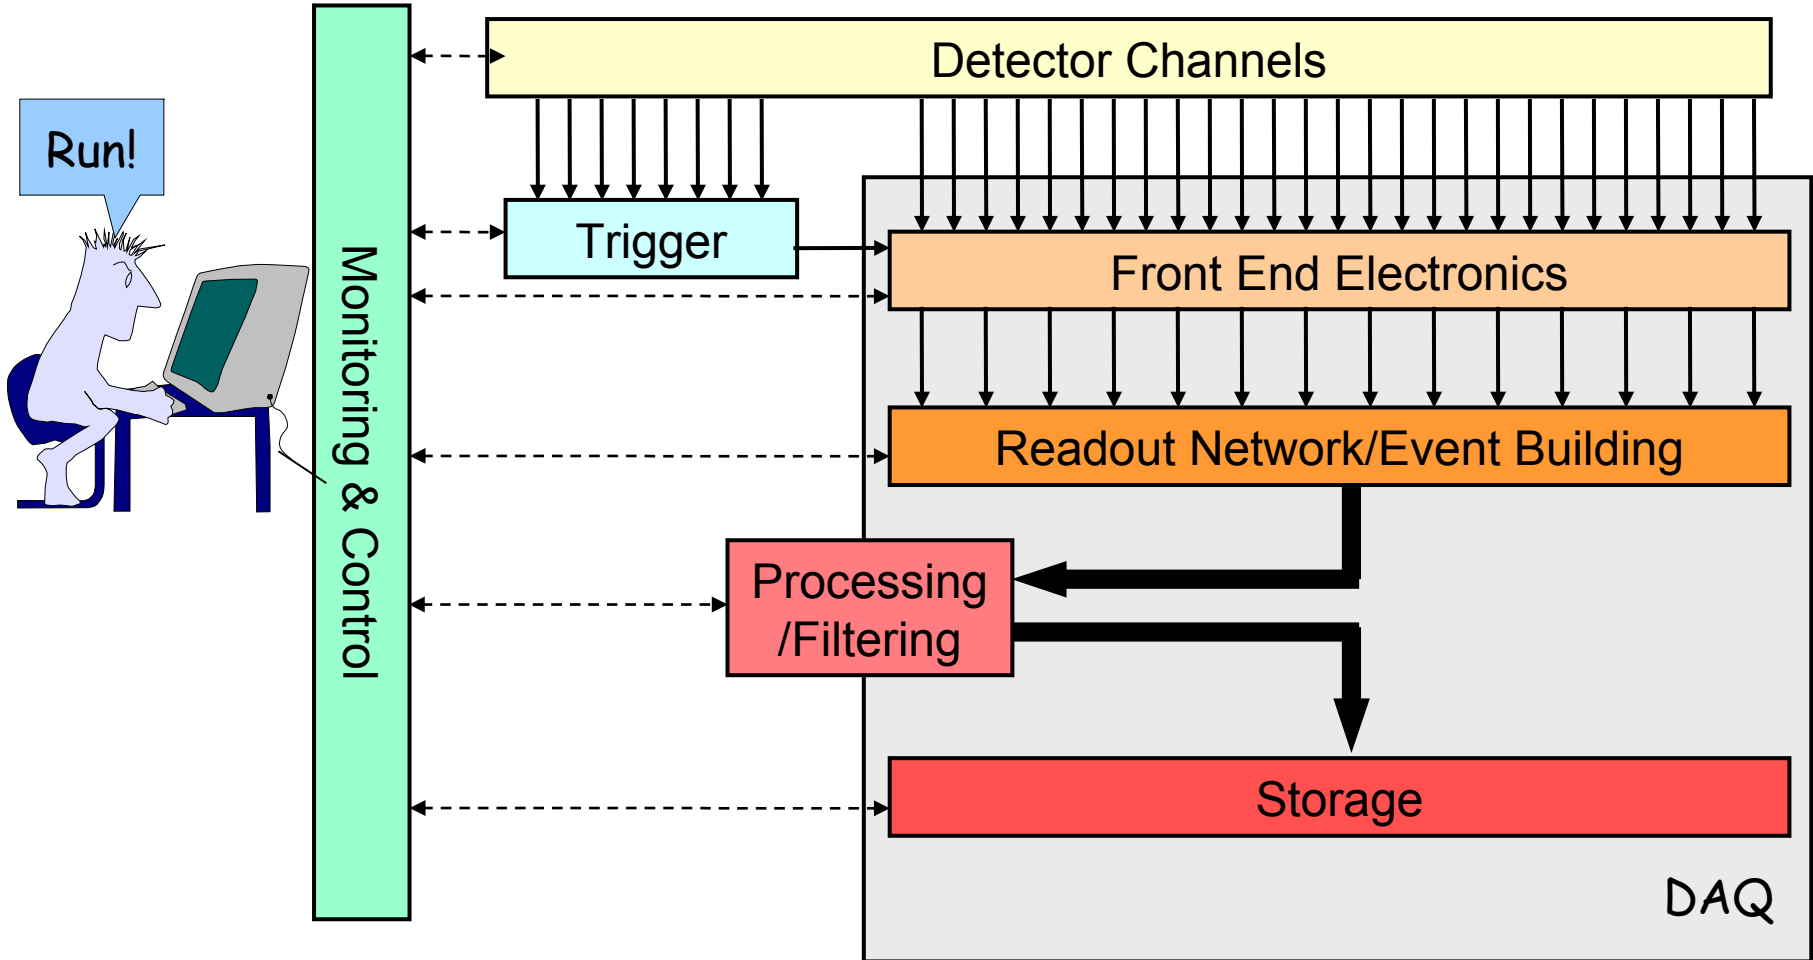 Detector Channels
Run!
Trigger
Front End Electronics
Monitoring & Control
Readout Network/Event Building
Processing
/Filtering
Storage
DAQ